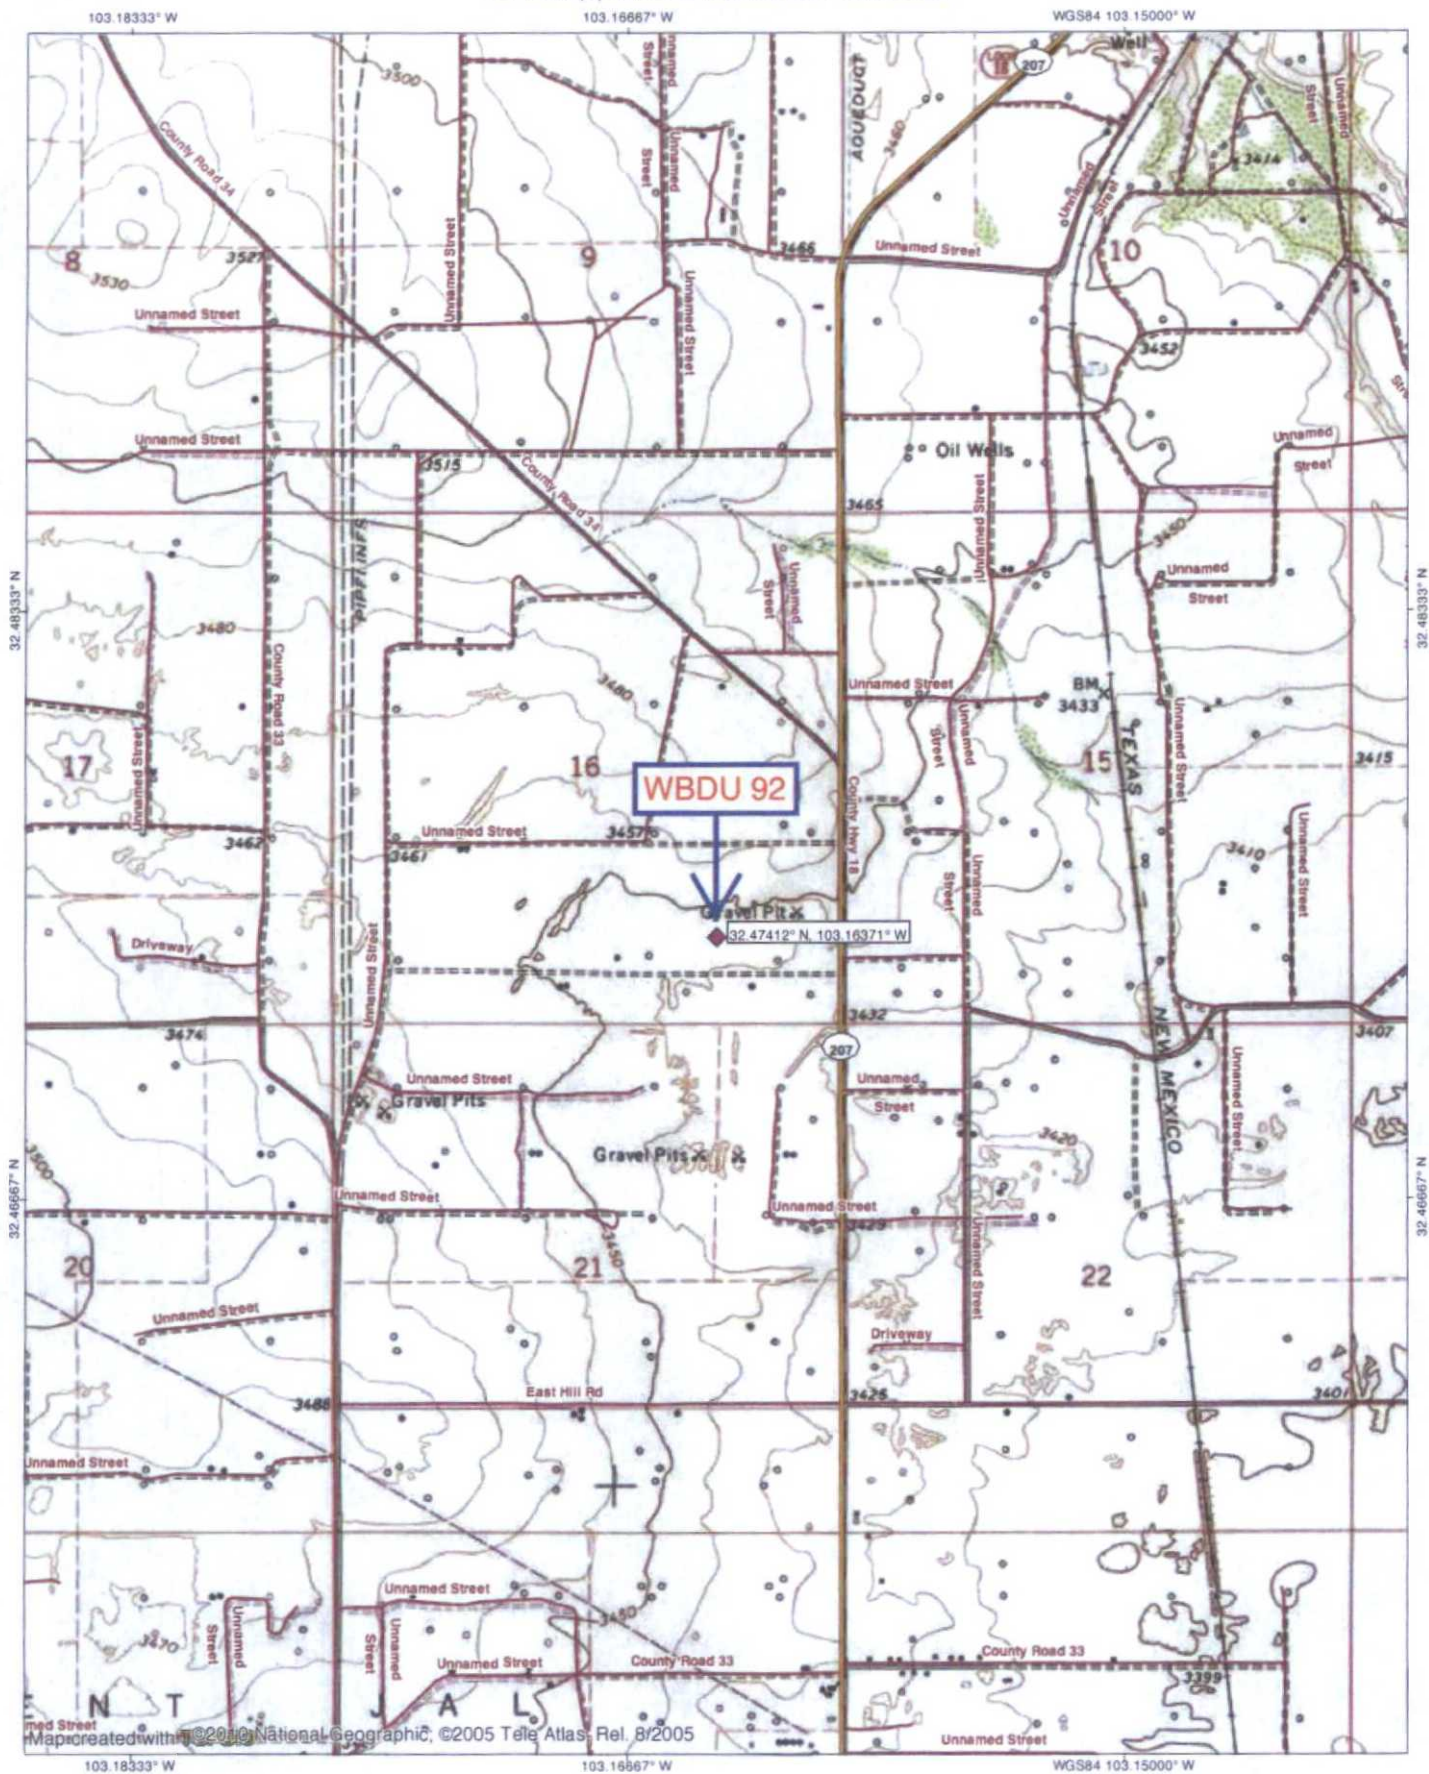 103.18333° W
103.16667° W
WGS84 103.15000° W
Well
207
3500
Unnamed
Street
AQUEDUCT
3460
Unnamed
Street
County Road 34
Unnamed
Street
Unnamed
Street
3414
8
3527
3530
Unnamed Street
9
3466
Unnamed Street
10
Unnamed Street
Unnamed Street
3452
Unnamed Street
3515
County Road 34
Oil Wells
Unnamed
Street
3465
Unnamed Street
3450
PIPELINES
Unnamed
Street
Unnamed
Street
32.48333° N
32.48333° N
3480
County Road 33
3480
Unnamed Street
BM
3433
17
Unnamed Street
16
WBDU 92
Unnamed
Street
15
TEXAS
Unnamed Street
3415
3462
3461
Unnamed Street
3457
County Hwy 18
3410
Unnamed Street
Unnamed
Street
Gravel Pit
32.47412° N, 103.16371° W
Driveway
Unnamed Street
3474
3432
207
NEW MEXICO
3407
Unnamed Street
Gravel Pits
Unnamed
Street
Unnamed Street
3500
Gravel Pits
3420
32.46667° N
32.46667° N
Unnamed Street
Unnamed Street
3429
20
3450
21
Unnamed Street
22
Unnamed Street
Driveway
3488
East Hill Rd
3425
3401
Unnamed Street
Unnamed Street
3450
3470
Unnamed
Street
Unnamed
Street
Unnamed Street
County Road 33
County Road 33
3399
N T J A L
med Street
Map created with
©2010 National Geographic; ©2005 Tele Atlas, Rel. 8/2005
Unnamed Street
103.18333° W
103.16667° W
WGS84 103.15000° W